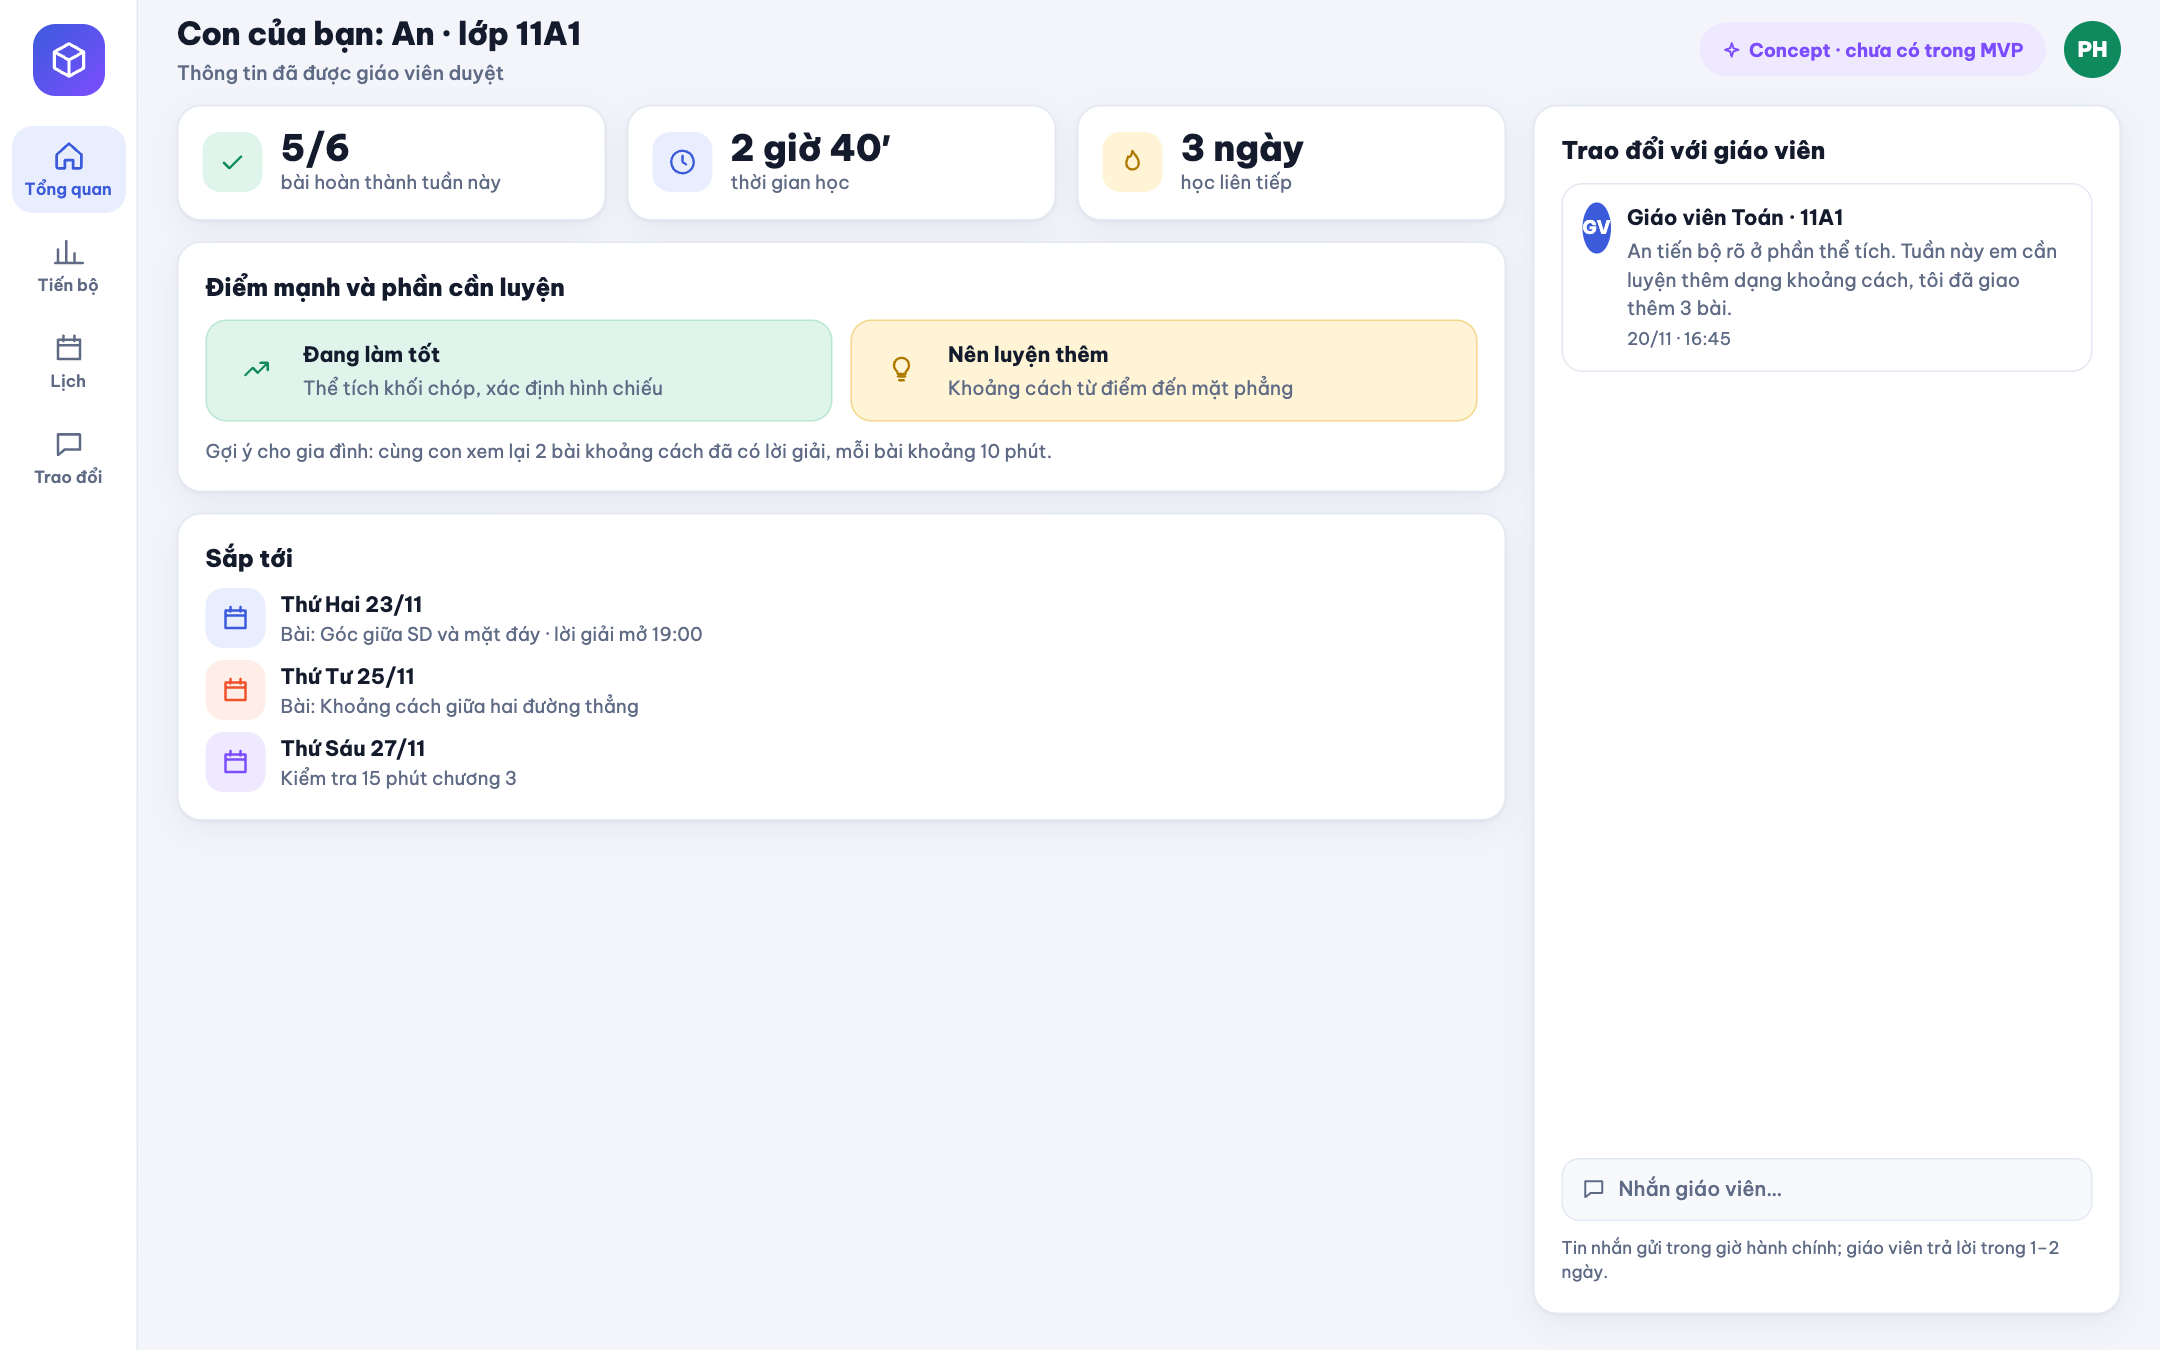 Tổng quan
Tiến bộ
Lịch
Trao đổi
Con của bạn: An · lớp 11A1
Thông tin đã được giáo viên duyệt
Concept · chưa có trong MVP
PH
5/6
bài hoàn thành tuần này
2 giờ 40′
thời gian học
3 ngày
học liên tiếp
Điểm mạnh và phần cần luyện
Đang làm tốt
Thể tích khối chóp, xác định hình chiếu
Nên luyện thêm
Khoảng cách từ điểm đến mặt phẳng
Gợi ý cho gia đình: cùng con xem lại 2 bài khoảng cách đã có lời giải, mỗi bài khoảng 10 phút.
Sắp tới
Thứ Hai 23/11
Bài: Góc giữa SD và mặt đáy · lời giải mở 19:00
Thứ Tư 25/11
Bài: Khoảng cách giữa hai đường thẳng
Thứ Sáu 27/11
Kiểm tra 15 phút chương 3
Trao đổi với giáo viên
GV
Giáo viên Toán · 11A1
An tiến bộ rõ ở phần thể tích. Tuần này em cần
luyện thêm dạng khoảng cách, tôi đã giao
thêm 3 bài.
20/11 · 16:45
Nhắn giáo viên...
Tin nhắn gửi trong giờ hành chính; giáo viên trả lời trong 1–2
ngày.